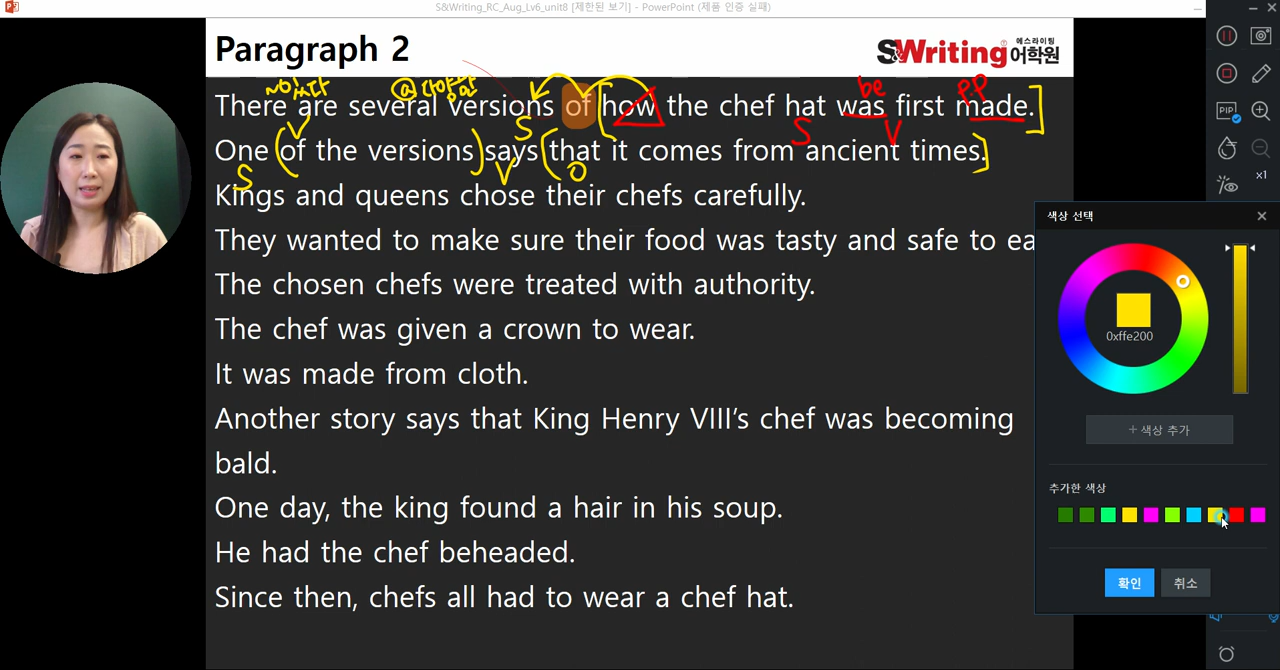 S&Writing_RC_Aug_Lv6_unit8 [제한된 보기] - PowerPoint (제품 인증 실패)
Paragraph 2
S&Writing 에스라이팅 어학원
@ 다양한 be p.p
There are several versions of how the chef hat was first made.
V S S V
One of the versions says that it comes from ancient times.
S V O
Kings and queens chose their chefs carefully.
They wanted to make sure their food was tasty and safe to ea
The chosen chefs were treated with authority.
The chef was given a crown to wear.
It was made from cloth.
Another story says that King Henry VIII's chef was becoming
bald.
One day, the king found a hair in his soup.
He had the chef beheaded.
Since then, chefs all had to wear a chef hat.
PIP
x1
색상 선택
0xffe200
+ 색상 추가
추가한 색상
확인 취소